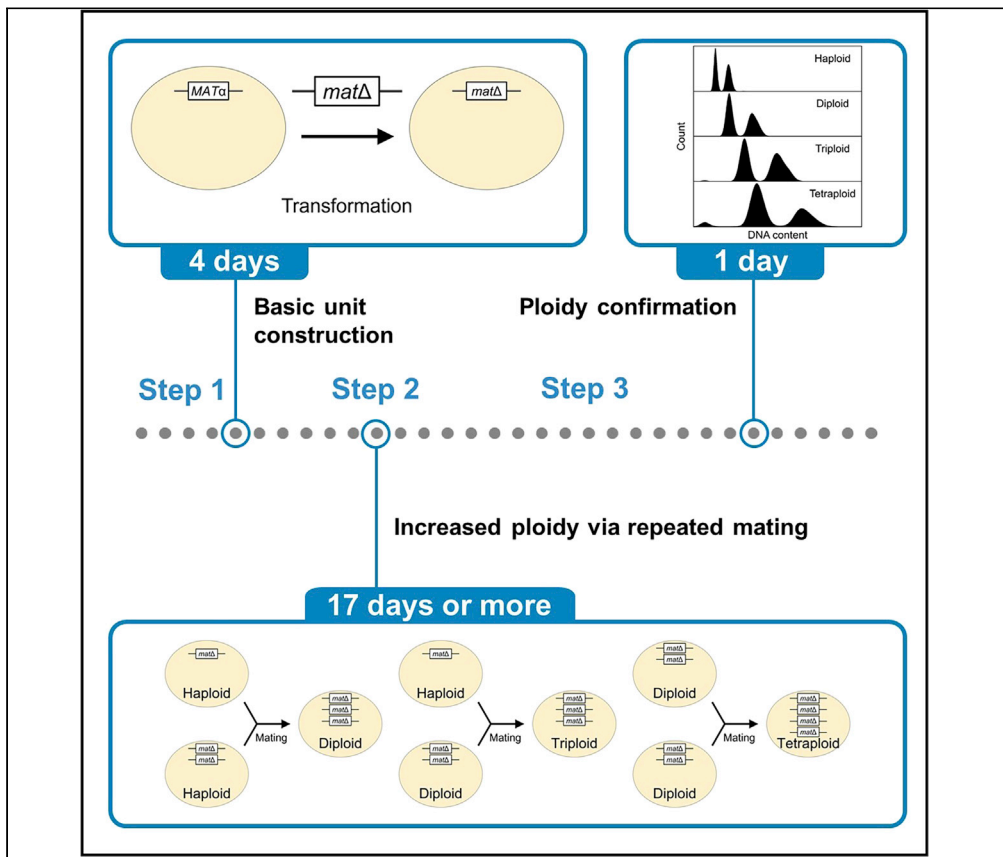 MATα
matΔ
matΔ
Transformation
4 days
Count
Haploid
Diploid
Triploid
Tetraploid
DNA content
1 day
Basic unit
construction
Ploidy confirmation
Step 1
Step 2
Step 3
Increased ploidy via repeated mating
17 days or more
matΔ
Haploid
matΔ
matΔ
Haploid
Mating
matΔ
matΔ
matΔ
Diploid
matΔ
Haploid
matΔ
matΔ
Diploid
Mating
matΔ
matΔ
matΔ
Triploid
matΔ
matΔ
Diploid
matΔ
matΔ
Diploid
Mating
matΔ
matΔ
matΔ
matΔ
Tetraploid